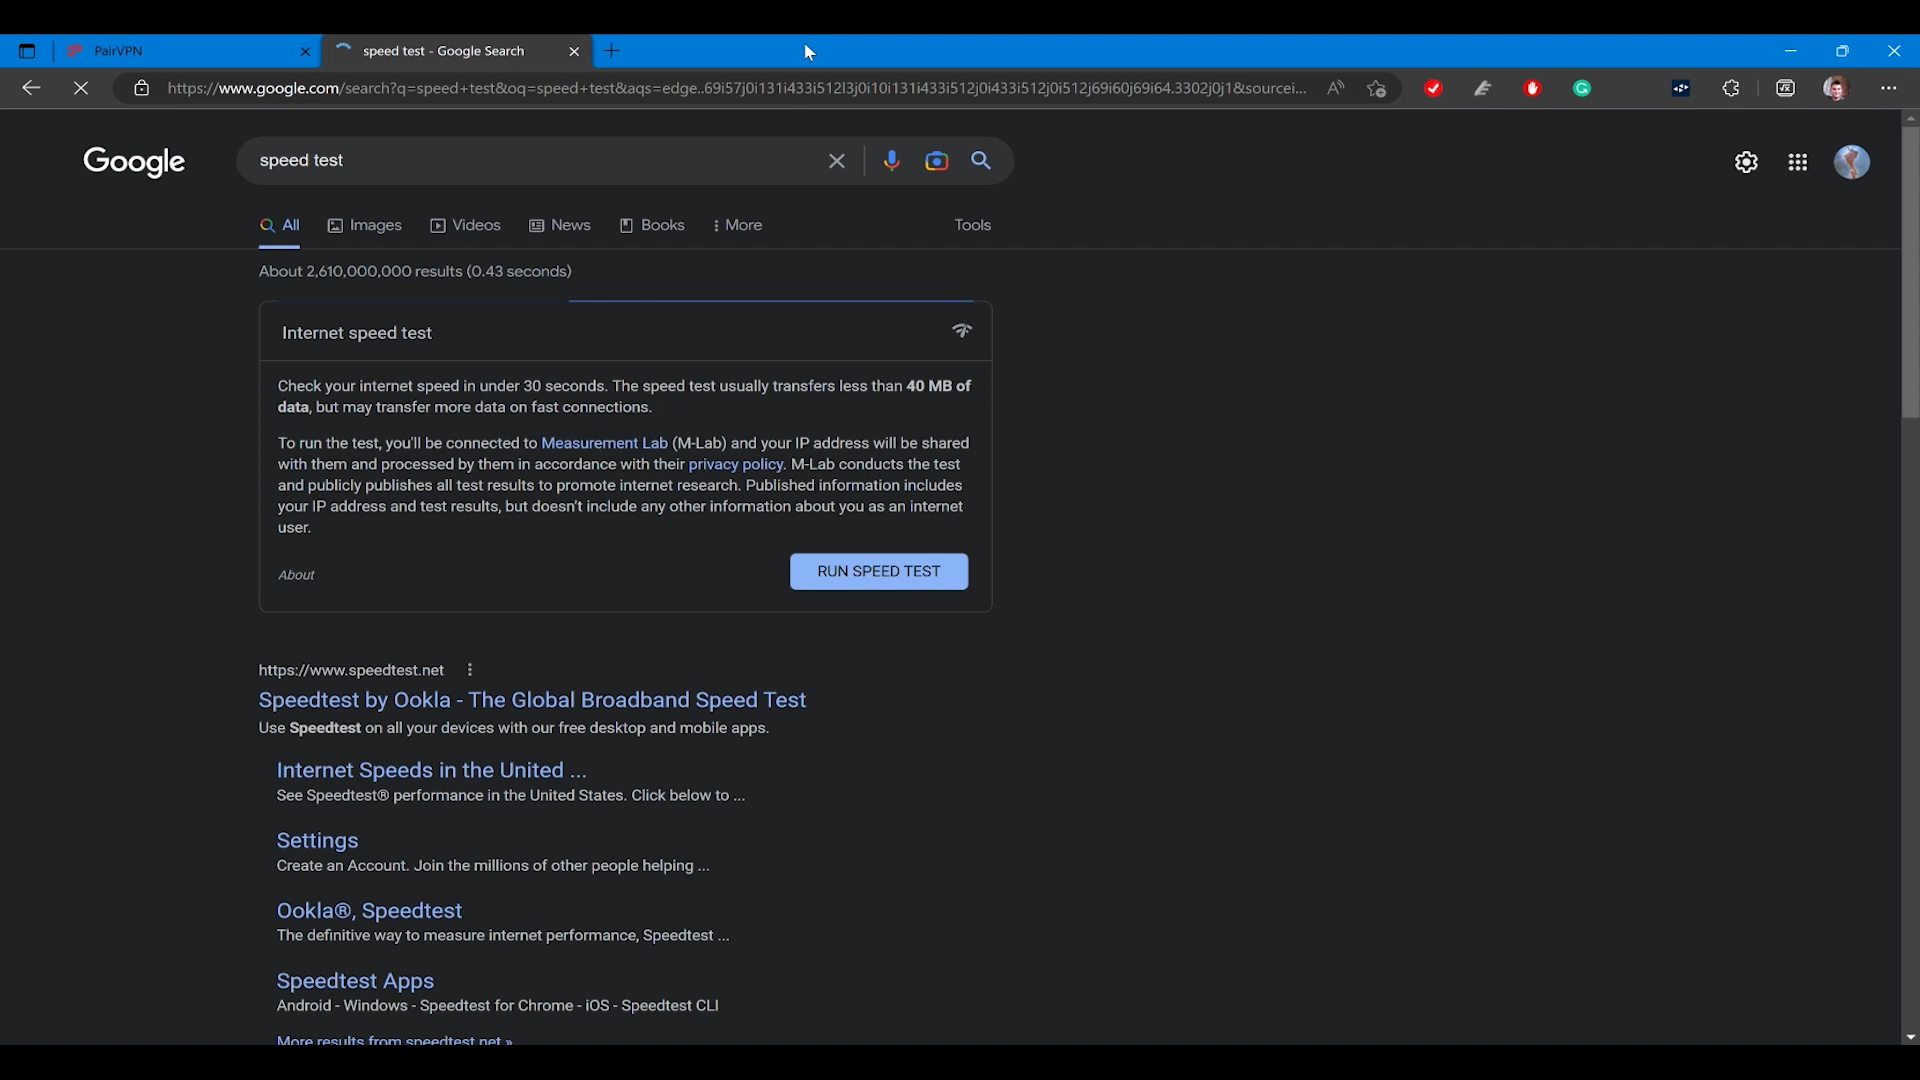 PairVPN
speed test - Google Search
https://www.google.com/search?q=speed+test&oq=speed+test&aqs=edge..69i57j0i131i433i512l3j0i10i131i433i512j0i433i512j0i512j69i60j69i64.3302j0j1&sourcei...
Google
speed test
All
Images
Videos
News
Books
More
Tools
About 2,610,000,000 results (0.43 seconds)
Internet speed test
Check your internet speed in under 30 seconds. The speed test usually transfers less than 40 MB of
data, but may transfer more data on fast connections.
To run the test, you'll be connected to Measurement Lab (M-Lab) and your IP address will be shared
with them and processed by them in accordance with their privacy policy. M-Lab conducts the test
and publicly publishes all test results to promote internet research. Published information includes
your IP address and test results, but doesn't include any other information about you as an internet
user.
About
RUN SPEED TEST
https://www.speedtest.net
Speedtest by Ookla - The Global Broadband Speed Test
Use Speedtest on all your devices with our free desktop and mobile apps.
Internet Speeds in the United ...
See Speedtest® performance in the United States. Click below to ...
Settings
Create an Account. Join the millions of other people helping ...
Ookla®, Speedtest
The definitive way to measure internet performance, Speedtest ...
Speedtest Apps
Android - Windows - Speedtest for Chrome - iOS - Speedtest CLI
More results from speedtest.net »